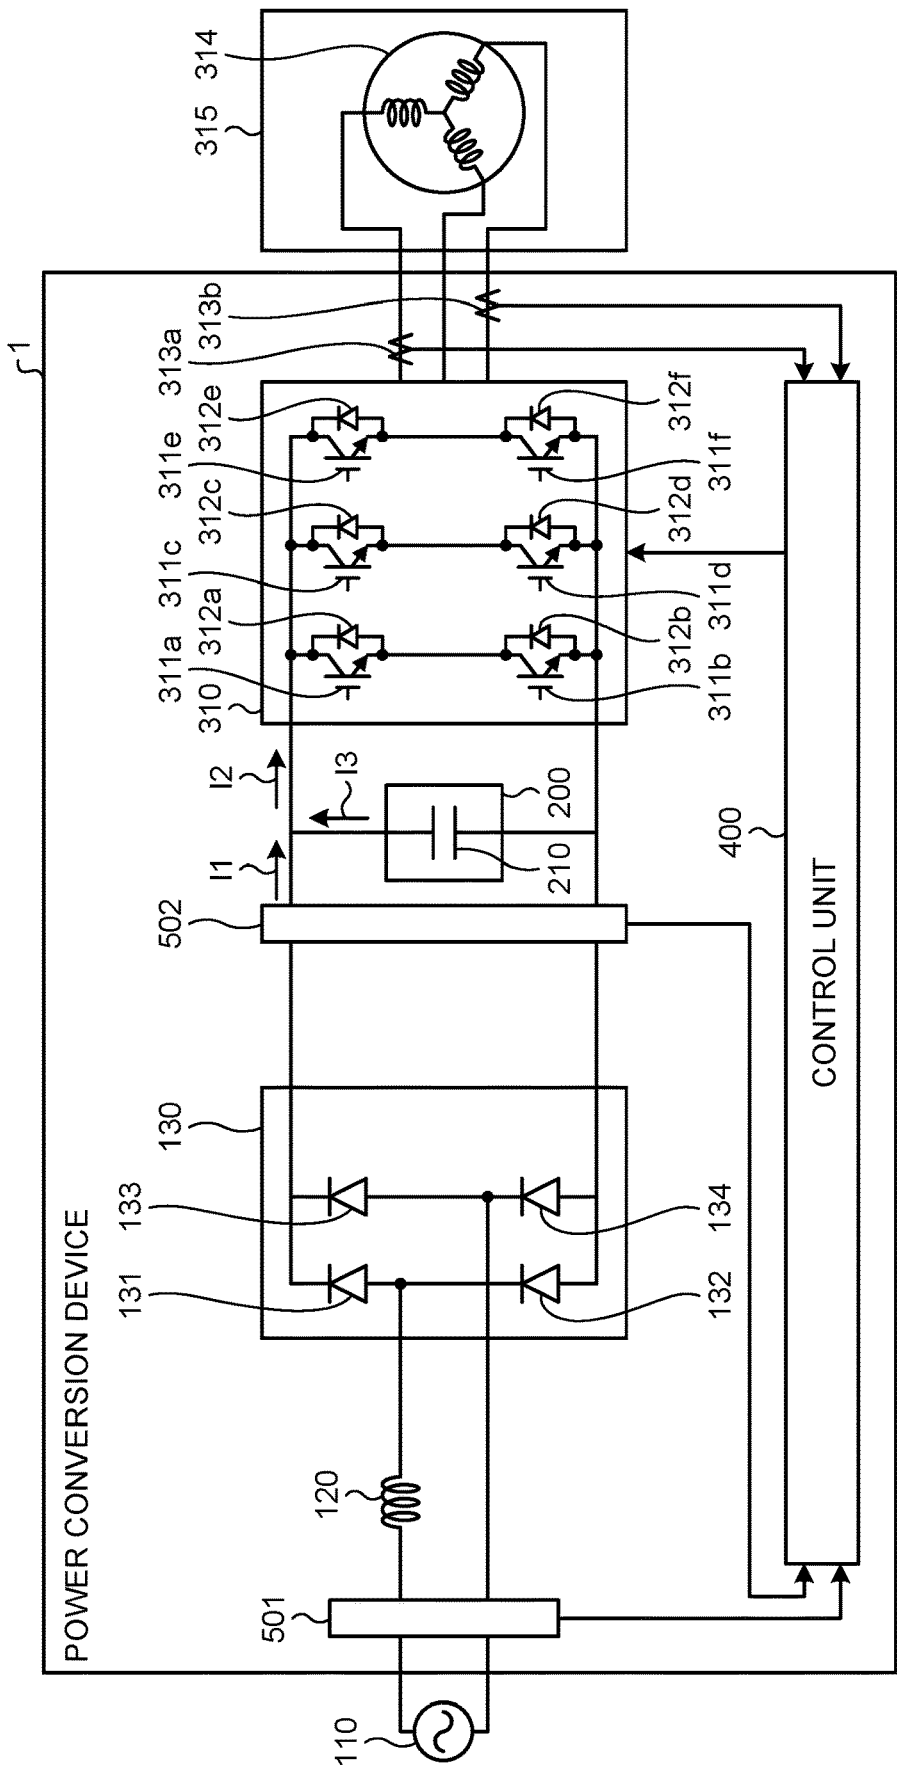 1
POWER CONVERSION DEVICE
110
501
120
130
131
133
132
134
502
I1
I2
I3
200
210
310
311a
312a
311c
312c
311e
312e
311b
312b
311d
312d
311f
312f
313a
313b
315
314
400
CONTROL UNIT